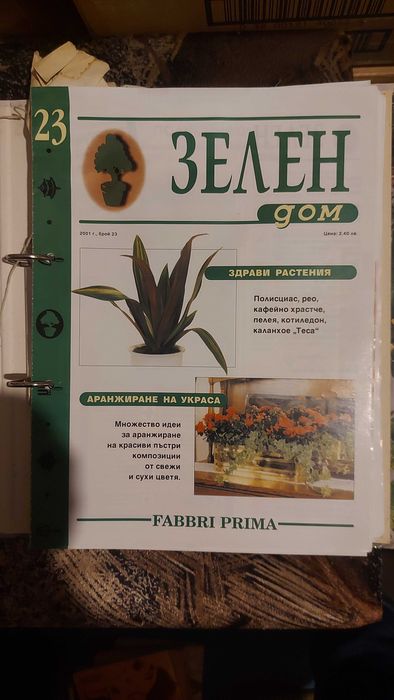 23
ЗЕЛЕН
дом
2001 г., брой 23
Цена: 2.40 лв.
ЗДРАВИ РАСТЕНИЯ
Полисциас, рео,
кафейно храстче,
пелея, котиледон,
каланхое „Теса“
АРАНЖИРАНЕ НА УКРАСА
Множество идеи
за аранжиране
на красиви пъстри
композиции
от свежи
и сухи цветя.
FABBRI PRIMA